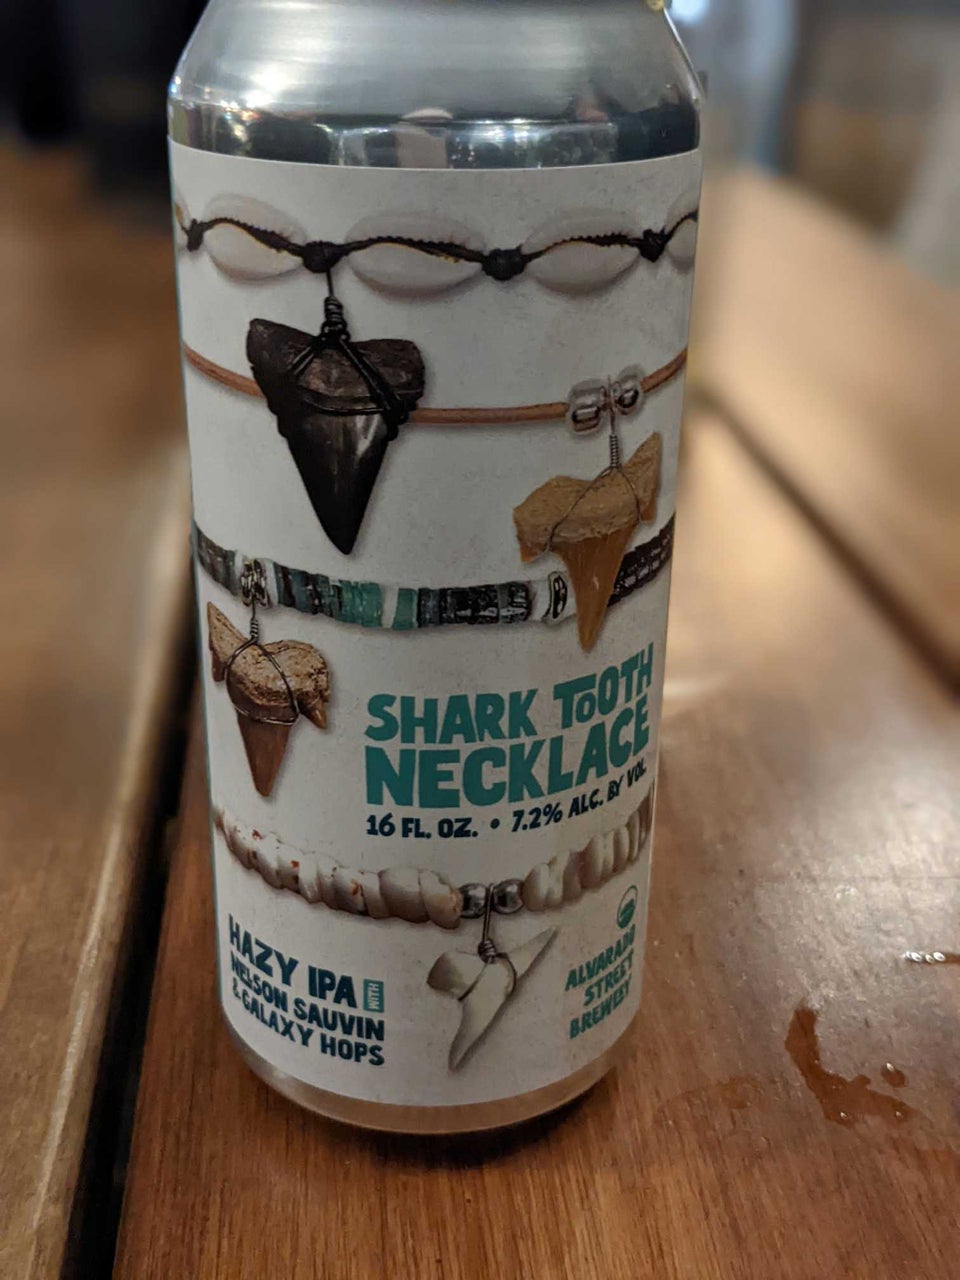 SHARK TOOTH
NECKLACE
16 FL. OZ. • 7.2% ALC. BY VOL.
HAZY IPA WITH
NELSON SAUVIN
& GALAXY HOPS
ALVARADO
STREET
BREWERY